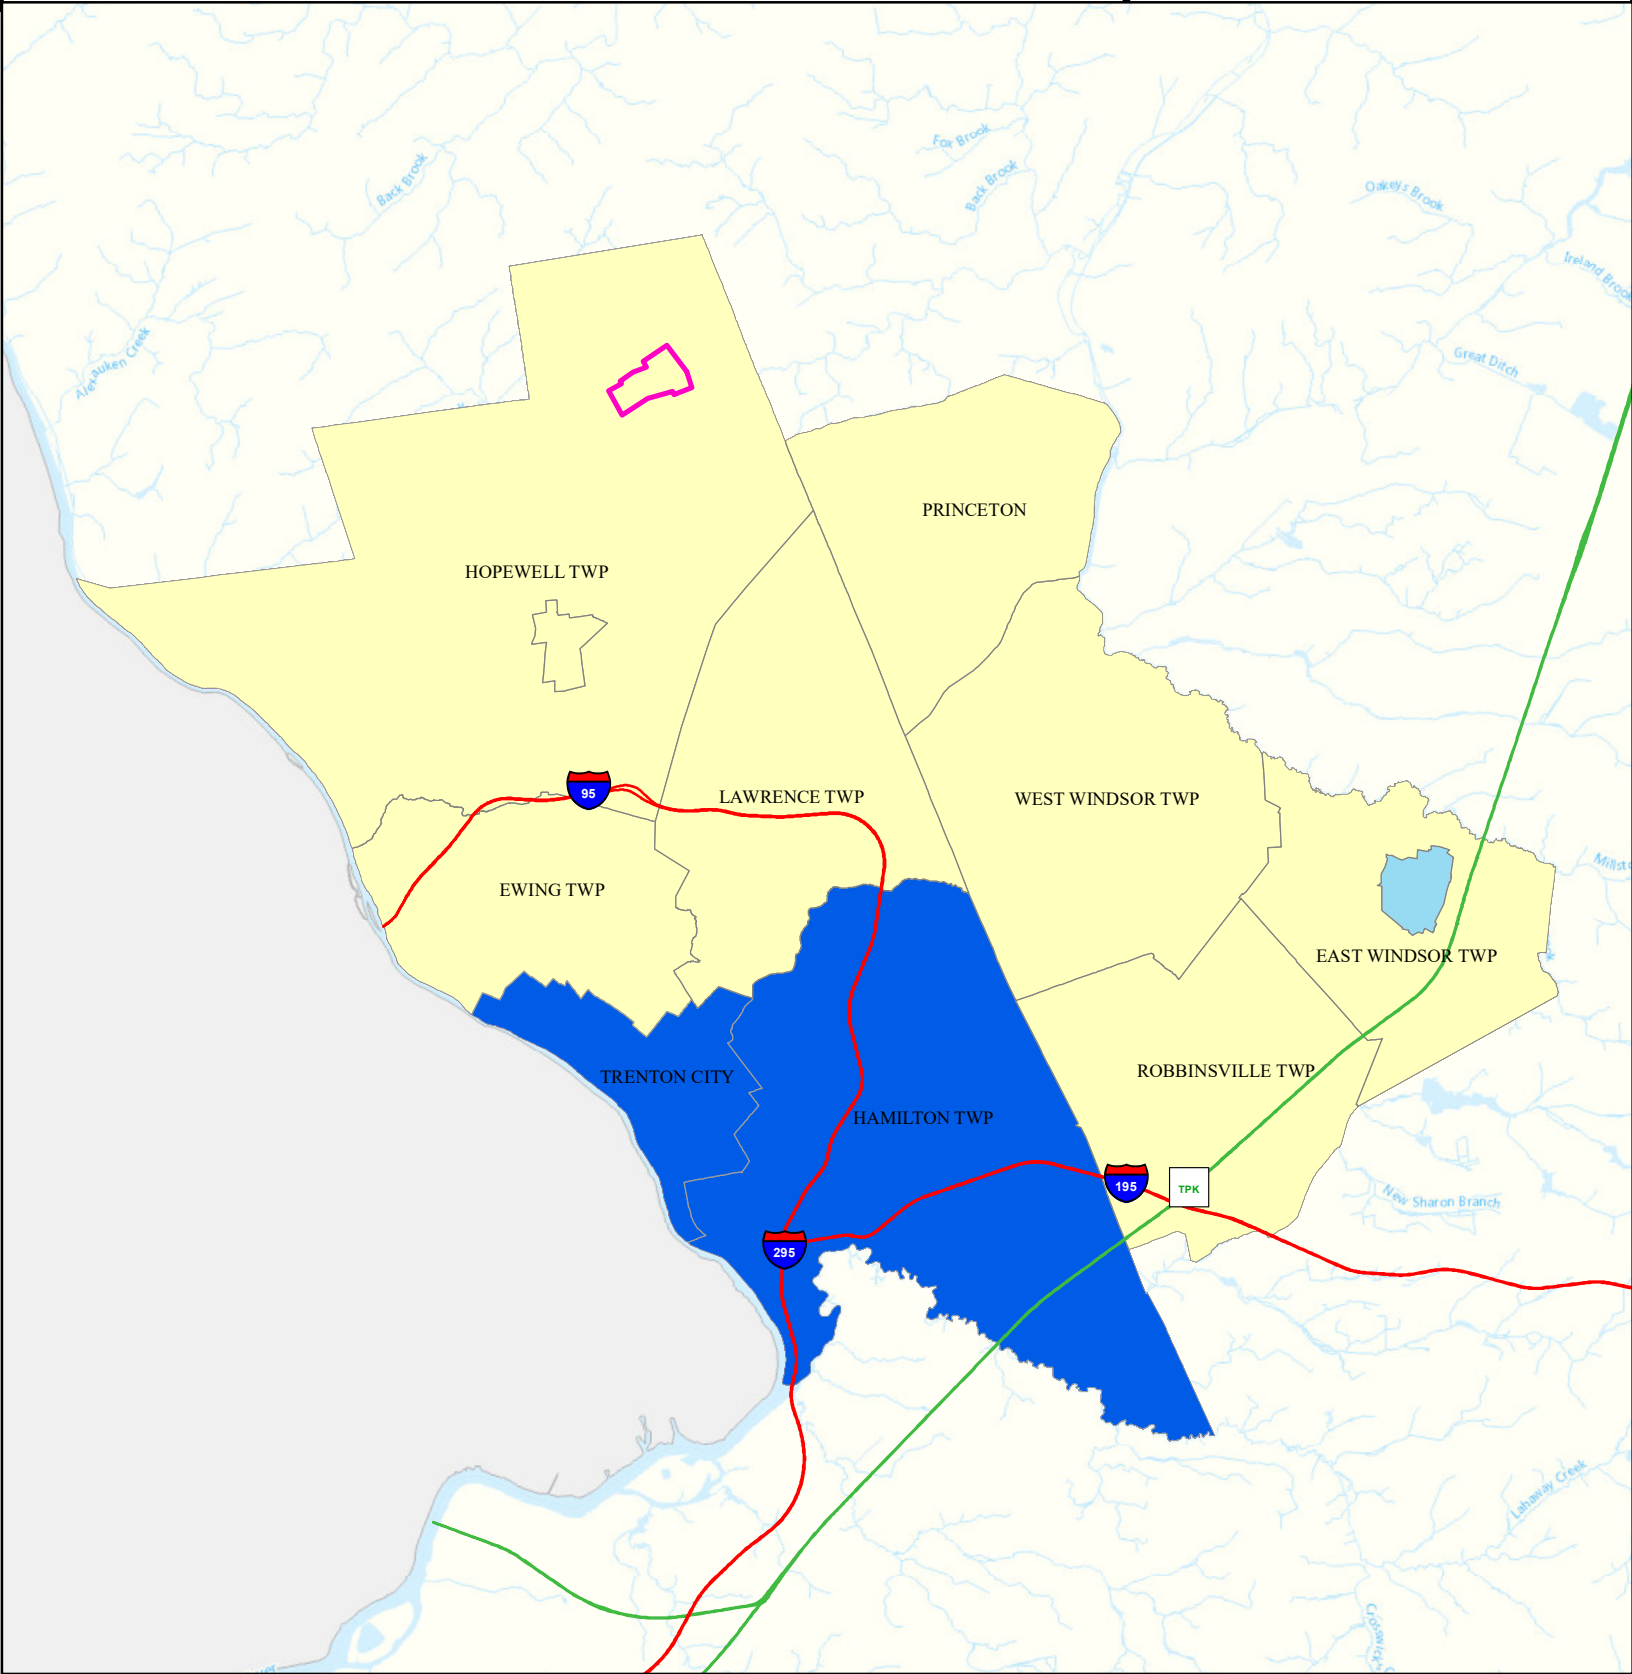 Fox Brook
Back Brook
Back Brook
Oakeys Brook
Ireland Brook
Alexauken Creek
Great Ditch
PRINCETON
HOPEWELL TWP
95
LAWRENCE TWP
WEST WINDSOR TWP
EWING TWP
EAST WINDSOR TWP
TRENTON CITY
ROBBINSVILLE TWP
HAMILTON TWP
195
TPK
New Sharon Branch
295
Lahaway Creek